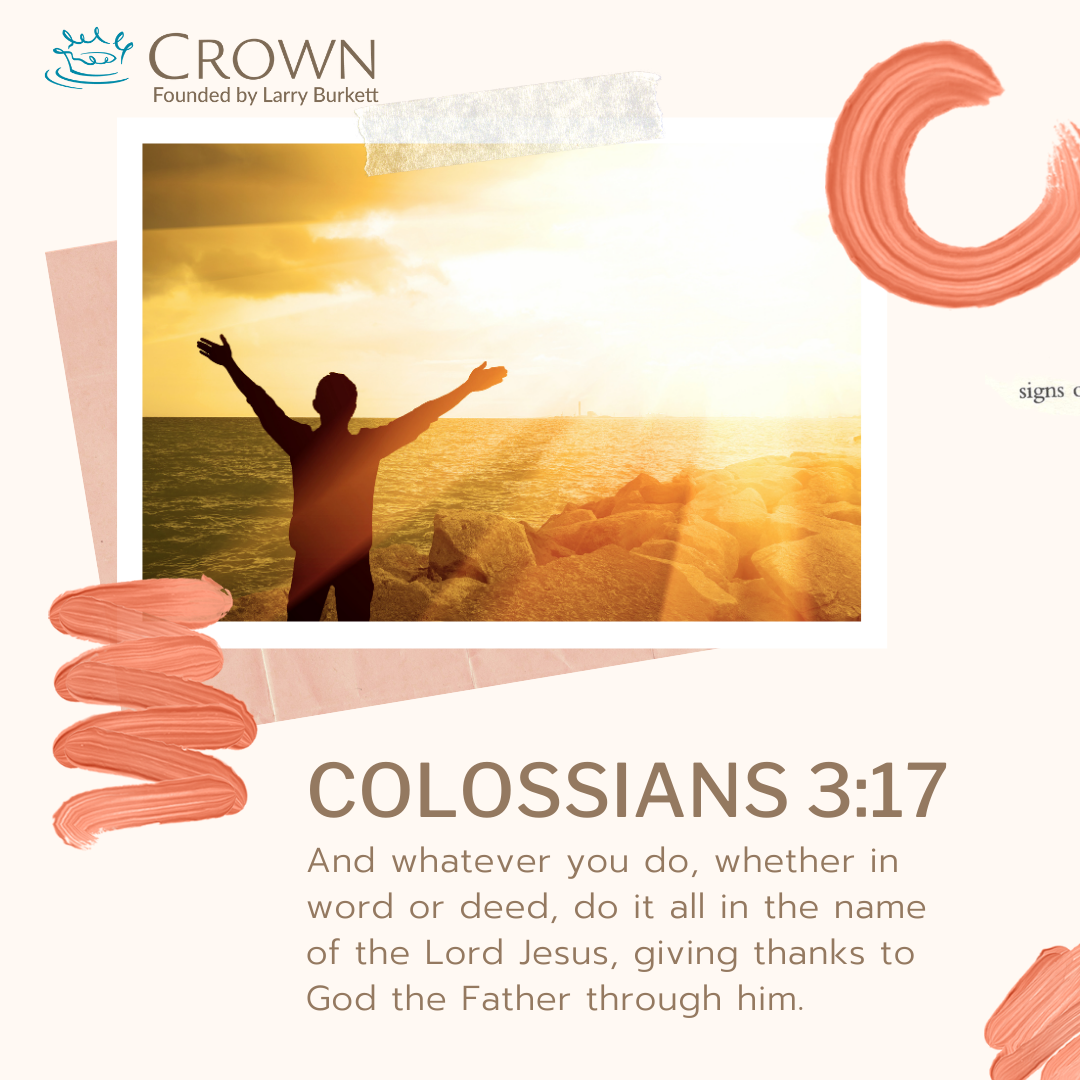 CROWN
Founded by Larry Burkett
signs
COLOSSIANS 3:17
And whatever you do, whether in
word or deed, do it all in the name
of the Lord Jesus, giving thanks to
God the Father through him.